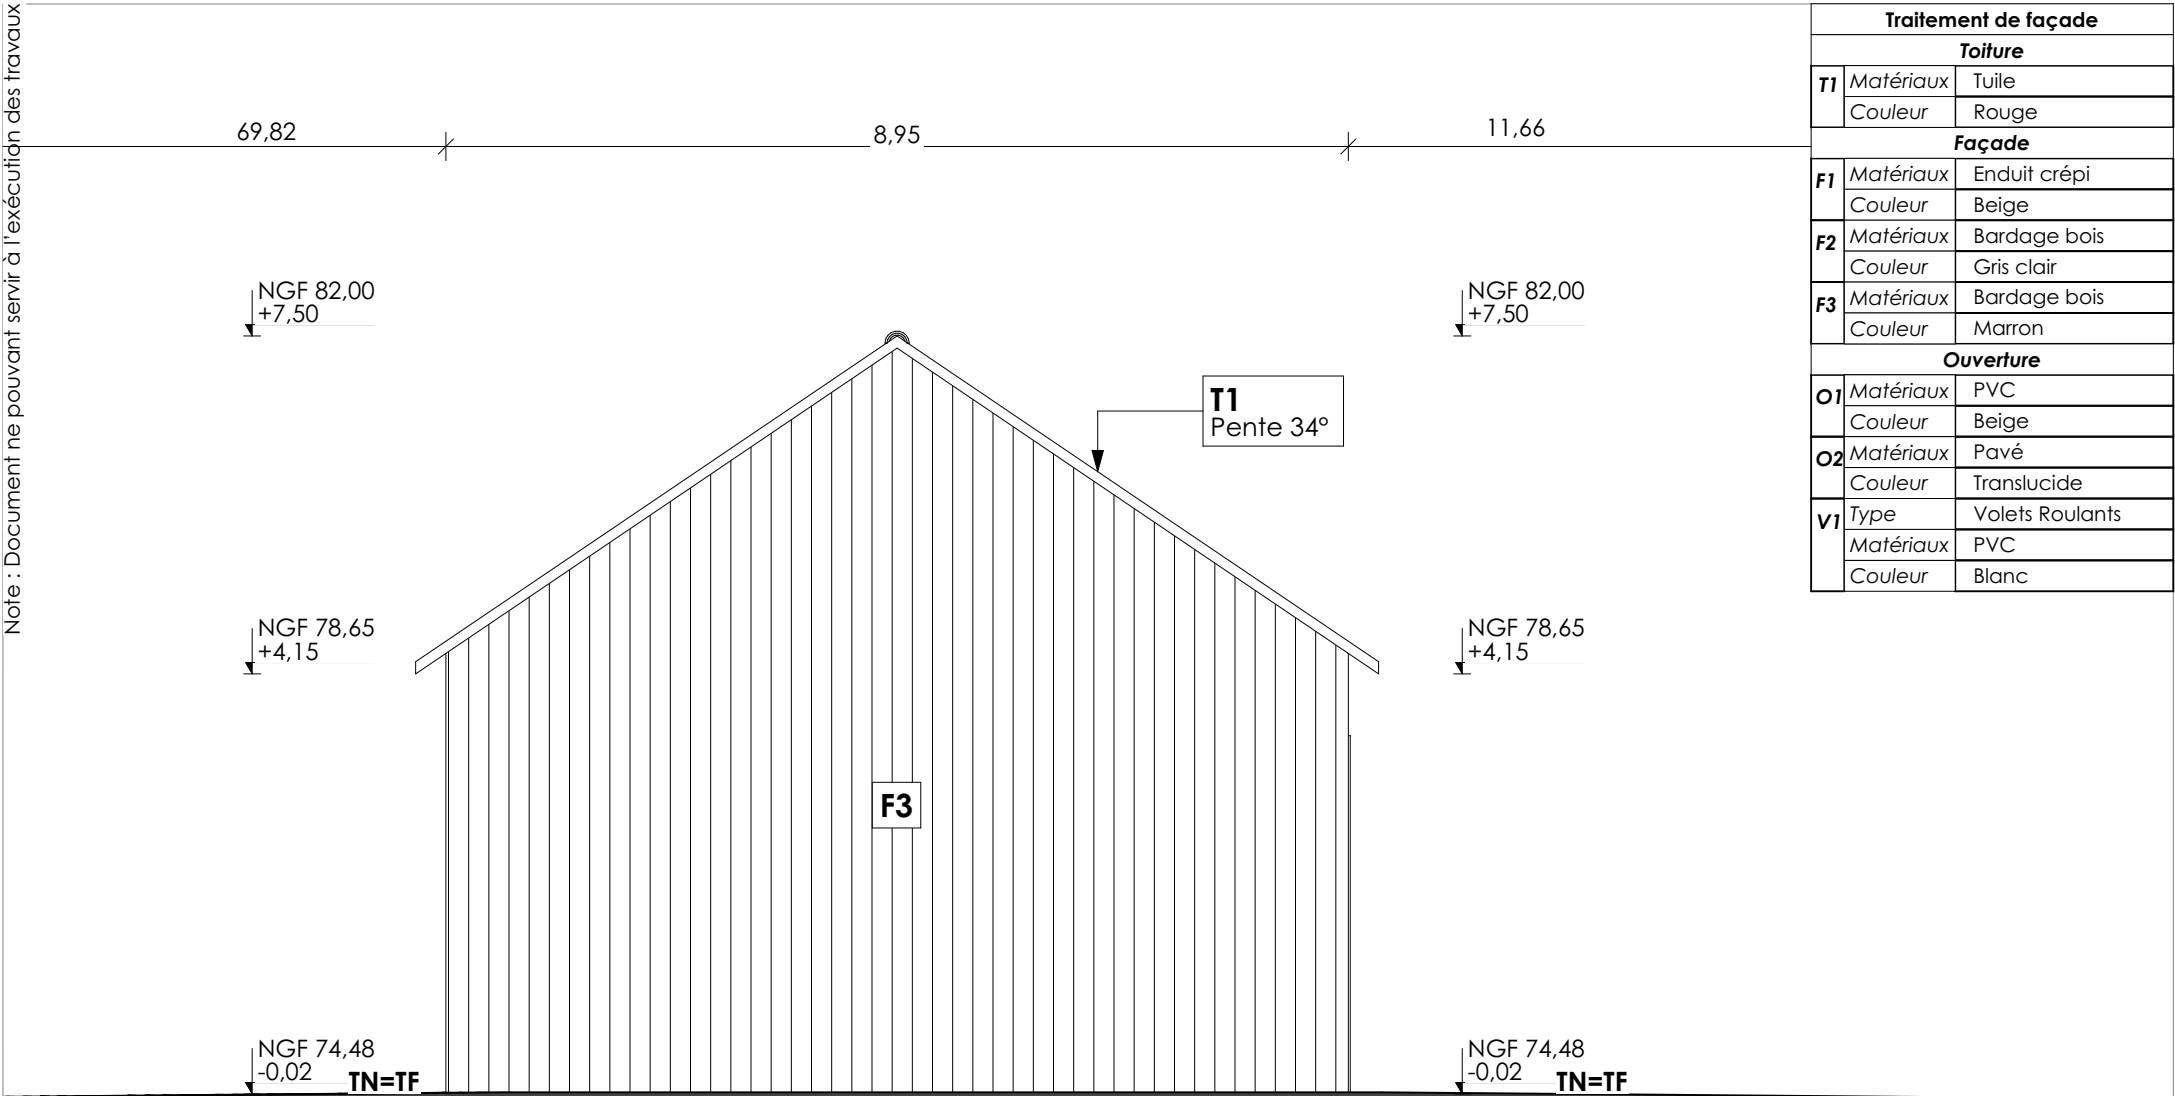 Note : Document ne pouvant servir à l'exécution des travaux
69,82
8,95
11,66
NGF 82,00
+7,50
NGF 82,00
+7,50
T1
Pente 34°
NGF 78,65
+4,15
NGF 78,65
+4,15
F3
NGF 74,48
-0,02
TN=TF
NGF 74,48
-0,02
TN=TF
Traitement de façade
Toiture
T1 Matériaux Tuile
Couleur Rouge
Façade
F1 Matériaux Enduit crépi
Couleur Beige
F2 Matériaux Bardage bois
Couleur Gris clair
F3 Matériaux Bardage bois
Couleur Marron
Ouverture
O1 Matériaux PVC
Couleur Beige
O2 Matériaux Pavé
Couleur Translucide
V1 Type Volets Roulants
Matériaux PVC
Couleur Blanc